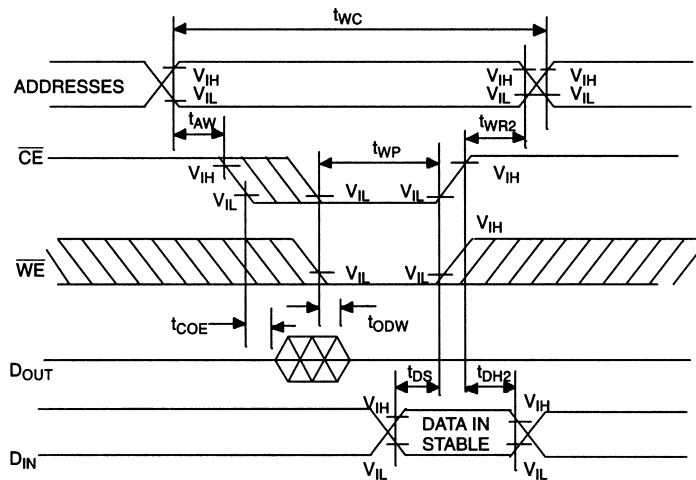 tWC
ADDRESSES
VIH VIH VIH
VIL VIL VIL
tAW tWR2
CE tWP
VIH VIH
VIL VIL VIL
VIH
WE
VIL VIL
tCOE tODW
DOUT
tDS tDH2
VIH DATA IN VIH
STABLE
DIN
VIL VIL